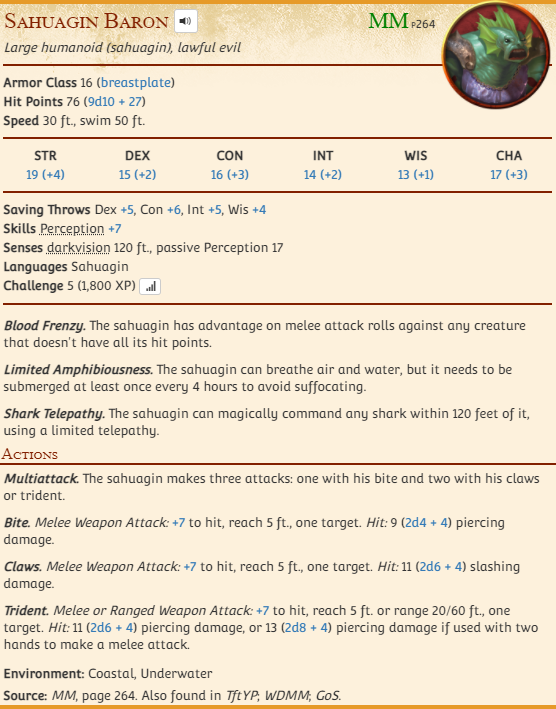 Sahuagin Baron
MM P264
Large humanoid (sahuagin), lawful evil
Armor Class 16 (breastplate)
Hit Points 76 (9d10 + 27)
Speed 30 ft., swim 50 ft.
STR DEX CON INT WIS CHA
19 (+4) 15 (+2) 16 (+3) 14 (+2) 13 (+1) 17 (+3)
Saving Throws Dex +5, Con +6, Int +5, Wis +4
Skills Perception +7
Senses darkvision 120 ft., passive Perception 17
Languages Sahuagin
Challenge 5 (1,800 XP)
Blood Frenzy. The sahuagin has advantage on melee attack rolls against any creature
that doesn't have all its hit points.
Limited Amphibiousness. The sahuagin can breathe air and water, but it needs to be
submerged at least once every 4 hours to avoid suffocating.
Shark Telepathy. The sahuagin can magically command any shark within 120 feet of it,
using a limited telepathy.
Actions
Multiattack. The sahuagin makes three attacks: one with his bite and two with his claws
or trident.
Bite. Melee Weapon Attack: +7 to hit, reach 5 ft., one target. Hit: 9 (2d4 + 4) piercing
damage.
Claws. Melee Weapon Attack: +7 to hit, reach 5 ft., one target. Hit: 11 (2d6 + 4) slashing
damage.
Trident. Melee or Ranged Weapon Attack: +7 to hit, reach 5 ft. or range 20/60 ft., one
target. Hit: 11 (2d6 + 4) piercing damage, or 13 (2d8 + 4) piercing damage if used with two
hands to make a melee attack.
Environment: Coastal, Underwater
Source: MM, page 264. Also found in TftYP; WDMM; GoS.